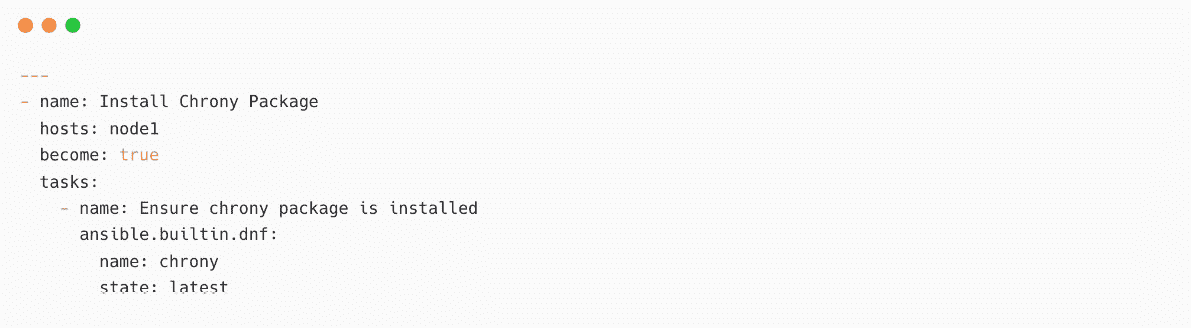 ---
- name: Install Chrony Package
  hosts: node1
  become: true
  tasks:
    - name: Ensure chrony package is installed
      ansible.builtin.dnf:
        name: chrony
        state: latest